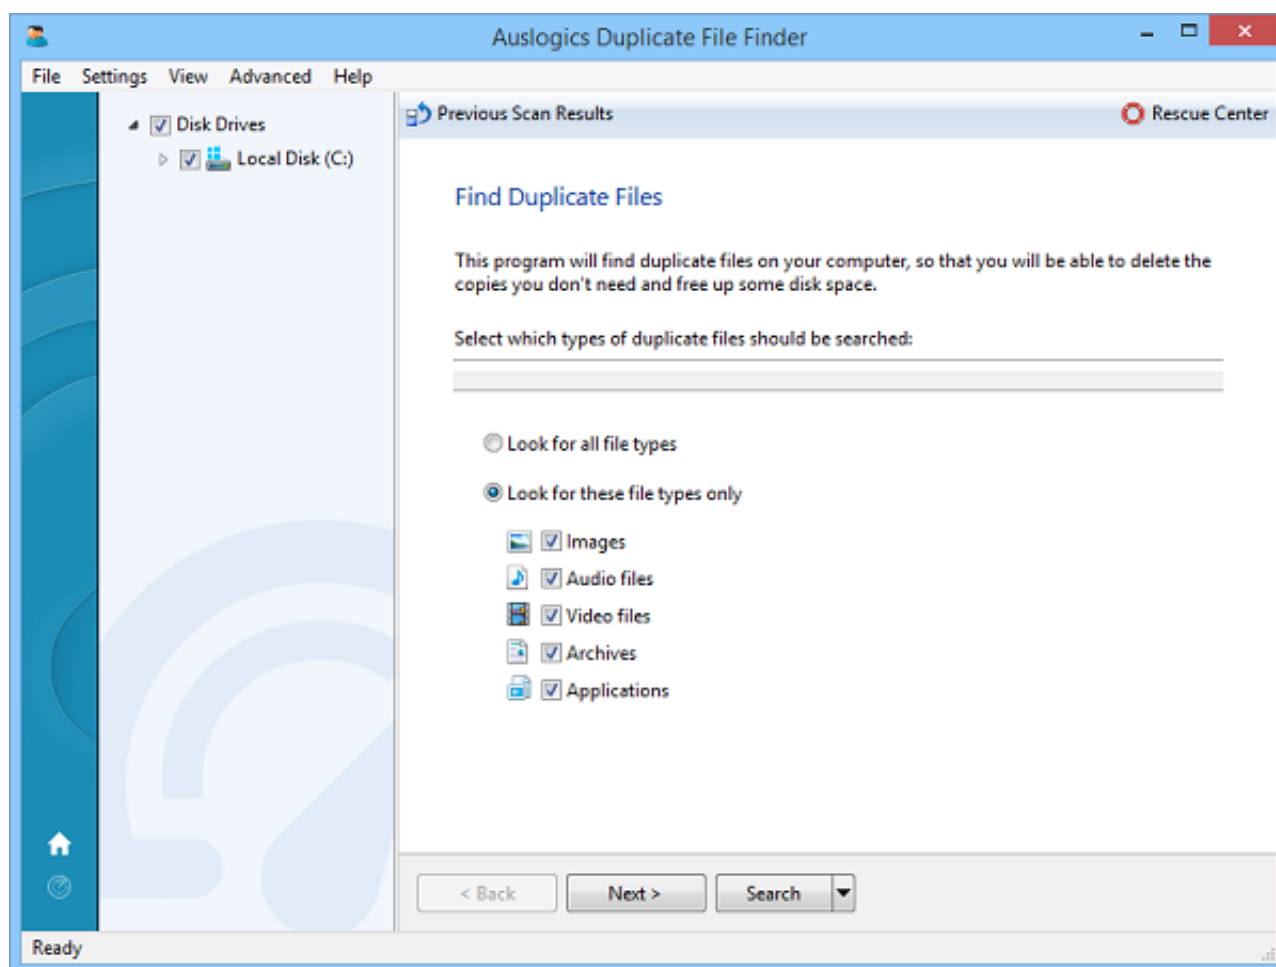 Auslogics Duplicate File Finder
File Settings View Advanced Help
Disk Drives
Local Disk (C:)
Previous Scan Results
Rescue Center
Find Duplicate Files
This program will find duplicate files on your computer, so that you will be able to delete the
copies you don't need and free up some disk space.
Select which types of duplicate files should be searched:
Look for all file types
Look for these file types only
Images
Audio files
Video files
Archives
Applications
< Back
Next >
Search
Ready